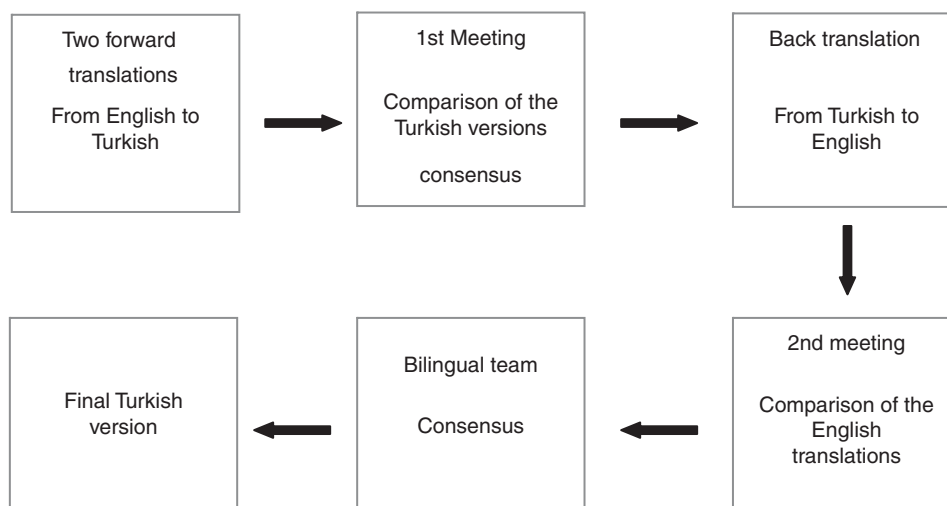 Two forward
translations
From English to
Turkish
1st Meeting
Comparison of the
Turkish versions
consensus
Back translation
From Turkish to
English
2nd meeting
Comparison of the
English
translations
Bilingual team
Consensus
Final Turkish
version